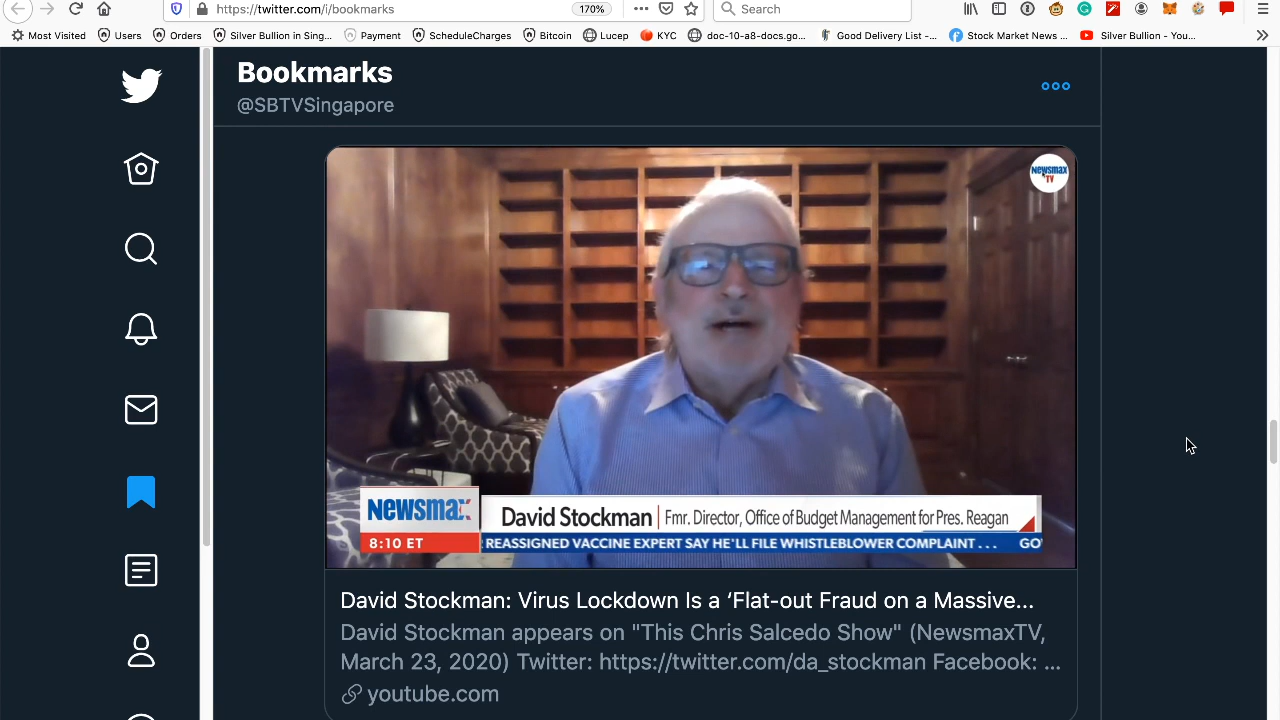 https://twitter.com/i/bookmarks
170%
Search
Most Visited
Users
Orders
Silver Bullion in Sing...
Payment
ScheduleCharges
Bitcoin
Lucep
KYC
doc-10-a8-docs.go...
Good Delivery List -...
Stock Market News ...
Silver Bullion - You...
Bookmarks
@SBTVSingapore
Newsmax
TV
Newsmax
David Stockman | Fmr. Director, Office of Budget Management for Pres. Reagan
8:10 ET
REASSIGNED VACCINE EXPERT SAY HE'LL FILE WHISTLEBLOWER COMPLAINT . . .
David Stockman: Virus Lockdown Is a ‘Flat-out Fraud on a Massive...
David Stockman appears on "This Chris Salcedo Show" (NewsmaxTV,
March 23, 2020) Twitter: https://twitter.com/da_stockman Facebook: ...
youtube.com